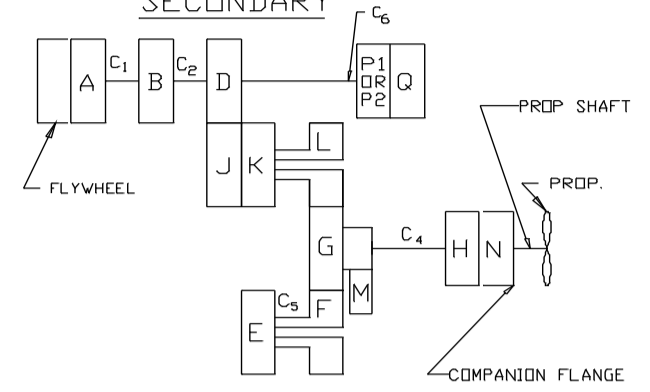 SECONDARY
C6
C1
C2
A
B
D
P1
OR
P2
Q
PROP SHAFT
J
K
L
FLYWHEEL
PROP.
G
C4
H
N
M
C5
F
E
COMPANION FLANGE